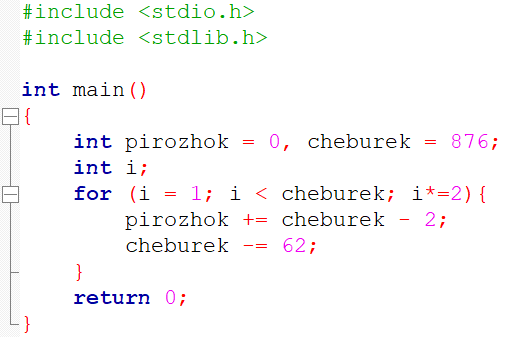 #include <stdio.h>
#include <stdlib.h>

int main()
{
    int pirozhok = 0, cheburek = 876;
    int i;
    for (i = 1; i < cheburek; i*=2){
        pirozhok += cheburek - 2;
        cheburek -= 62;
    }
    return 0;
}